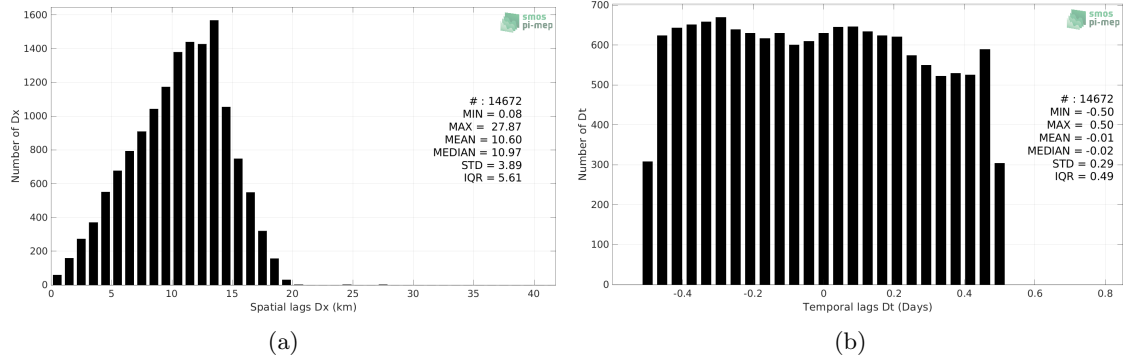 smos
pi-mep
1600
1400
1200
1000
800
600
400
200
0
Number of Dx
# : 14672
MIN = 0.08
MAX = 27.87
MEAN = 10.60
MEDIAN = 10.97
STD = 3.89
IQR = 5.61
0 5 10 15 20 25 30 35 40
Spatial lags Dx (km)
(a)
smos
pi-mep
700
600
500
400
300
200
100
0
Number of Dt
# : 14672
MIN = -0.50
MAX = 0.50
MEAN = -0.01
MEDIAN = -0.02
STD = 0.29
IQR = 0.49
-0.4 -0.2 0 0.2 0.4 0.6 0.8
Temporal lags Dt (Days)
(b)